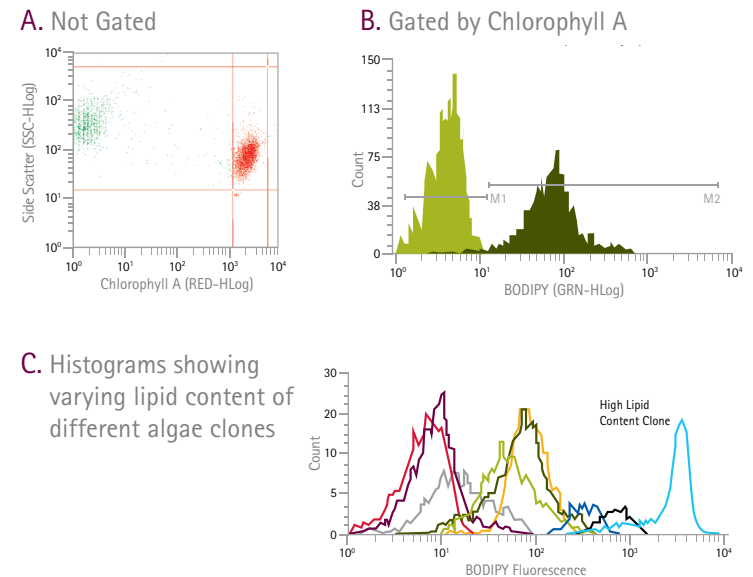 A. Not Gated
10⁴
10²
10²
10¹
10⁰
Side Scatter (SSC-HLog)
10⁰ 10¹ 10² 10³ 10⁴
Chlorophyll A (RED-HLog)
B. Gated by Chlorophyll A
150
113
75
38
0
Count
M1
M2
10⁰ 10¹ 10² 10³ 10⁴
BODIPY (GRN-HLog)
C. Histograms showing
varying lipid content of
different algae clones
30
20
10
5
0
Count
High Lipid
Content Clone
10⁰ 10¹ 10² 10³ 10⁴
BODIPY Fluorescence